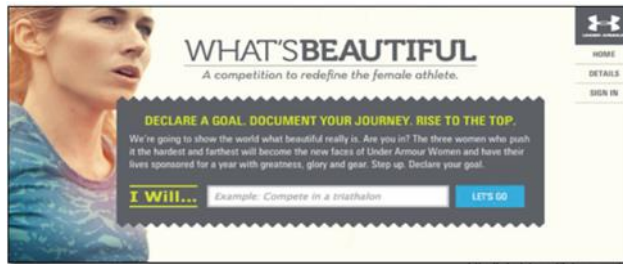 WHAT'S BEAUTIFUL
A competition to redefine the female athlete.
UNDER ARMOUR
HOME
DETAILS
SIGN IN
DECLARE A GOAL. DOCUMENT YOUR JOURNEY. RISE TO THE TOP.
We're going to show the world what beautiful really is. Are you in? The three women who push
it the hardest and farthest will become the new faces of Under Armour Women and have their
lives sponsored for a year with greatness, glory and gear. Step up. Declare your goal.
I Will... Example: Compete in a triathalon LET'S GO